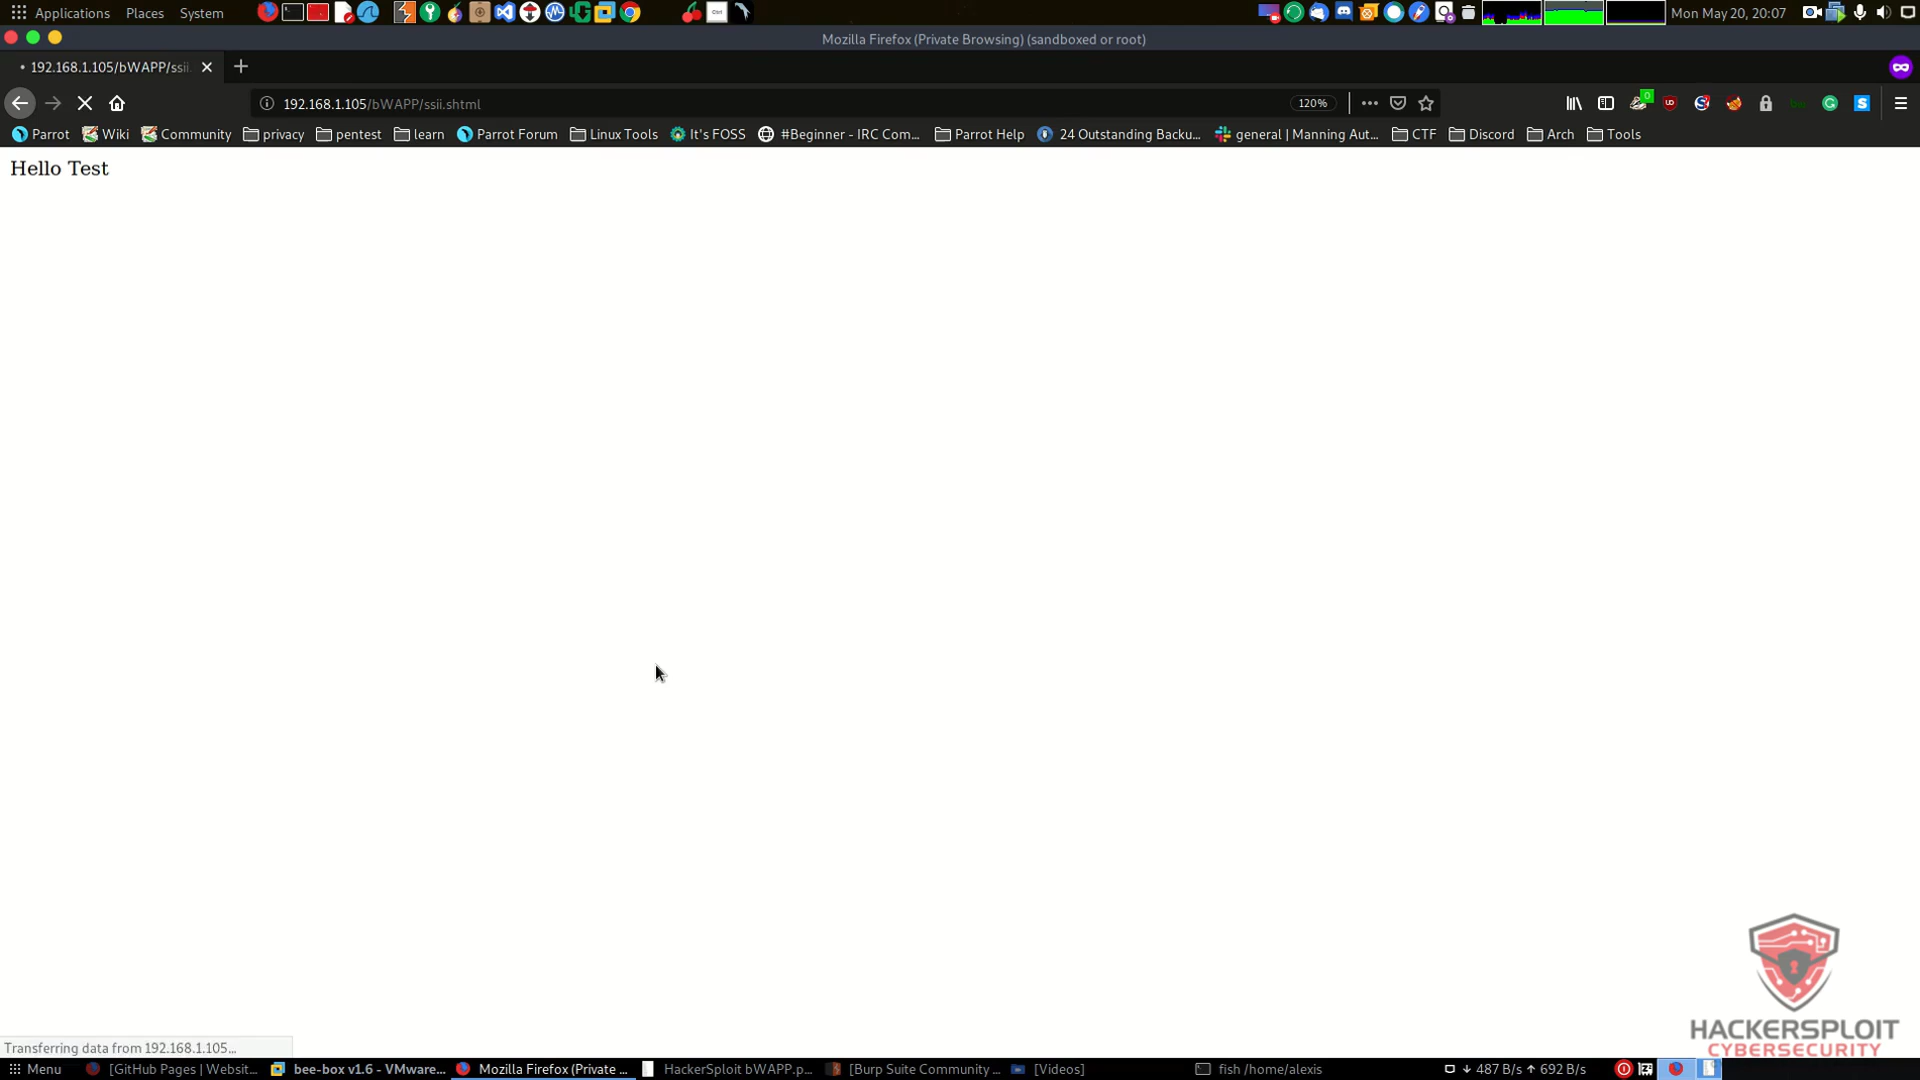 Applications Places System Mon May 20, 20:07
Mozilla Firefox (Private Browsing) (sandboxed or root)
192.168.1.105/bWAPP/ssii.
192.168.1.105/bWAPP/ssii.shtml 120% 0
Parrot Wiki Community privacy pentest learn Parrot Forum Linux Tools It's FOSS #Beginner - IRC Com... Parrot Help 24 Outstanding Backu... general | Manning Aut... CTF Discord Arch Tools
Hello Test
HACKERSPLOIT
CYBERSECURITY
Transferring data from 192.168.1.105...
Menu [GitHub Pages | Websit... bee-box v1.6 - VMware... Mozilla Firefox (Private ... HackerSploit bWAPP.p... [Burp Suite Community ... [Videos] fish /home/alexis ↓ 487 B/s ↑ 692 B/s